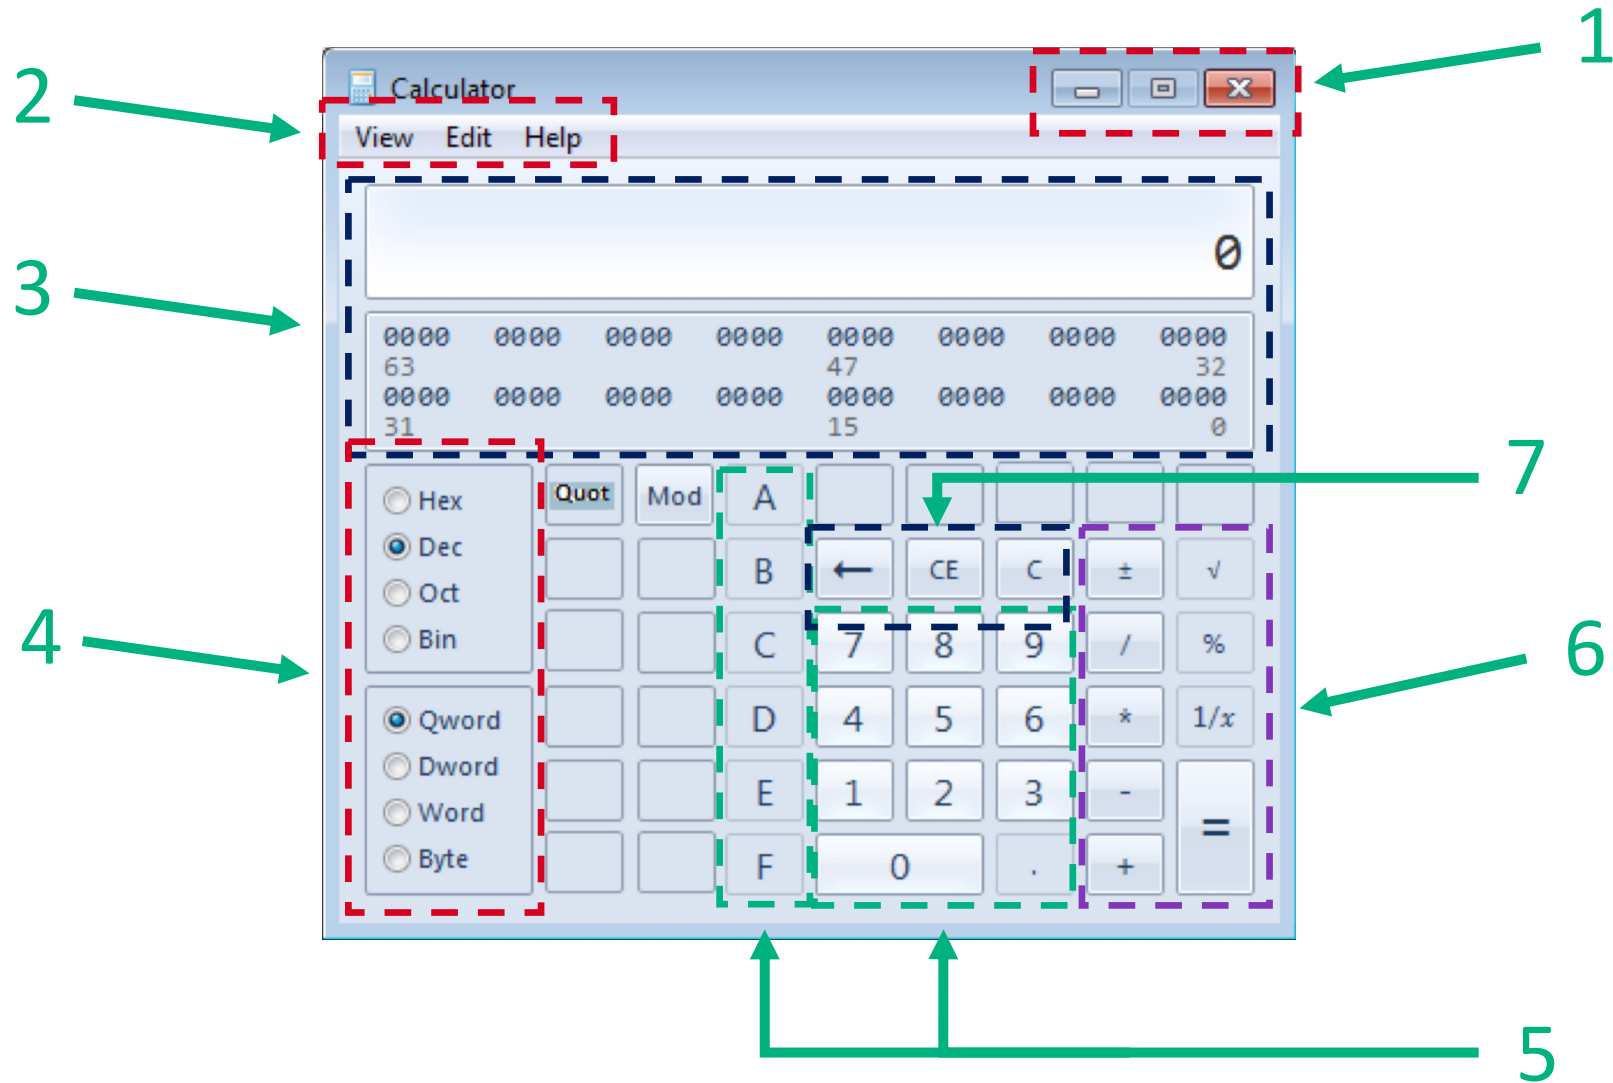 1
2
Calculator
View Edit Help
0
3
0000 0000 0000 0000 0000 0000 0000 0000
63 47 32
0000 0000 0000 0000 0000 0000 0000 0000
31 15 0
7
Hex Quot Mod A
Dec B ← CE C ± √
Oct
Bin C 7 8 9 / %
4
6
Qword D 4 5 6 * 1/x
Dword
Word E 1 2 3 - =
Byte F 0 . +
5